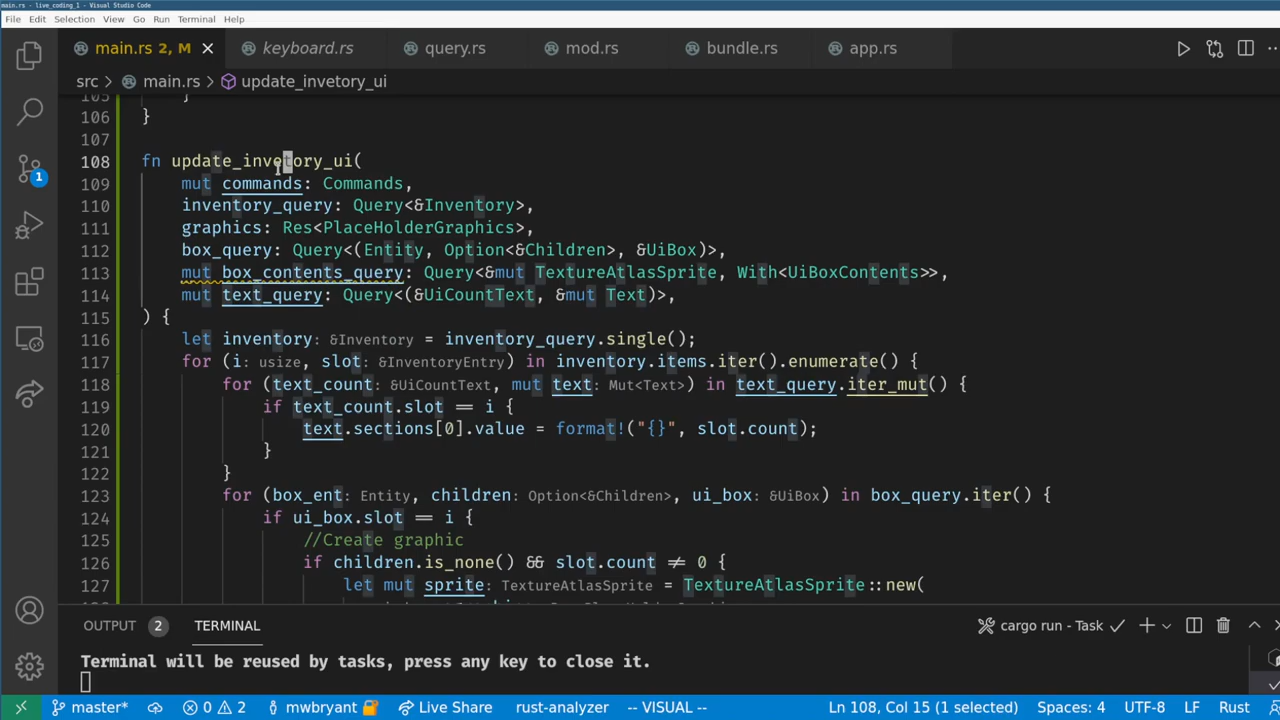 main.rs - live_coding_1 - Visual Studio Code
File Edit Selection View Go Run Terminal Help
main.rs 2, M keyboard.rs query.rs mod.rs bundle.rs app.rs
src > main.rs > update_invetory_ui
105 }
106 }
107
108 fn update_invetory_ui(
109 mut commands: Commands,
110 inventory_query: Query<&Inventory>,
111 graphics: Res<PlaceHolderGraphics>,
112 box_query: Query<(Entity, Option<&Children>, &UiBox)>,
113 mut box_contents_query: Query<&mut TextureAtlasSprite, With<UiBoxContents>>,
114 mut text_query: Query<(&UiCountText, &mut Text)>,
115 ) {
116 let inventory: &Inventory = inventory_query.single();
117 for (i: usize, slot: &InventoryEntry) in inventory.items.iter().enumerate() {
118 for (text_count: &UiCountText, mut text: Mut<Text>) in text_query.iter_mut() {
119 if text_count.slot == i {
120 text.sections[0].value = format!("{}", slot.count);
121 }
122 }
123 for (box_ent: Entity, children: Option<&Children>, ui_box: &UiBox) in box_query.iter() {
124 if ui_box.slot == i {
125 //Create graphic
126 if children.is_none() && slot.count ≠ 0 {
127 let mut sprite: TextureAtlasSprite = TextureAtlasSprite::new(
OUTPUT 2 TERMINAL cargo run - Task
Terminal will be reused by tasks, press any key to close it.
master* 0 2 mwbryant Live Share rust-analyzer -- VISUAL -- Ln 108, Col 15 (1 selected) Spaces: 4 UTF-8 LF Rust